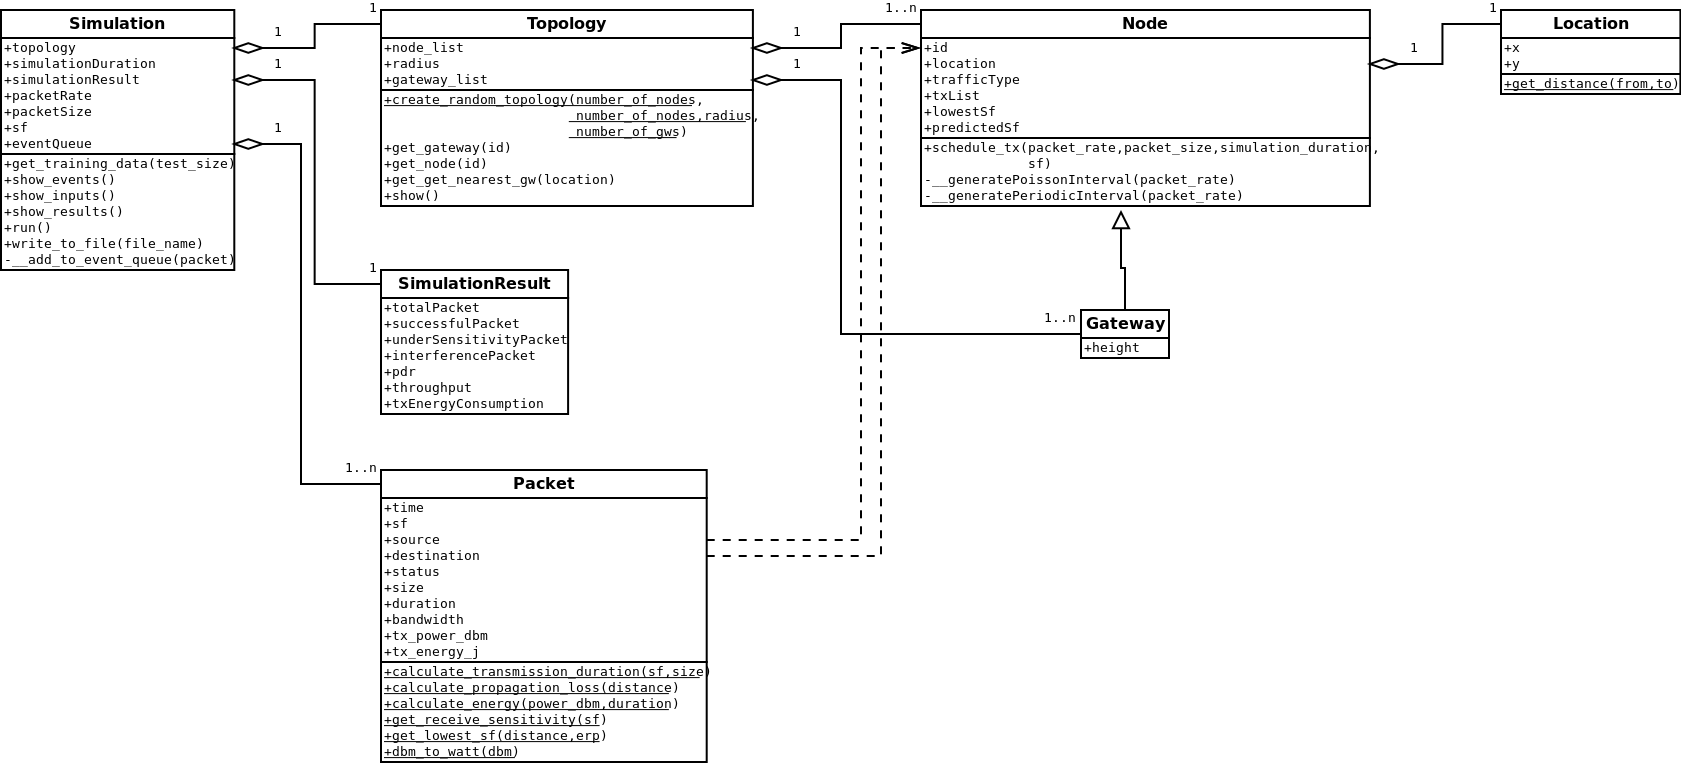 Simulation
+topology
+simulationDuration
+simulationResult
+packetRate
+packetSize
+sf
+eventQueue
+get_training_data(test_size)
+show_events()
+show_inputs()
+show_results()
+run()
+write_to_file(file_name)
-__add_to_event_queue(packet)
1
1
1
1
Topology
+node_list
+radius
+gateway_list
+create_random_topology(number_of_nodes,
_number_of_nodes,radius,
_number_of_gws)
+get_gateway(id)
+get_node(id)
+get_get_nearest_gw(location)
+show()
1
1
1..n
Node
+id
+location
+trafficType
+txList
+lowestSf
+predictedSf
+schedule_tx(packet_rate,packet_size,simulation_duration,
sf)
-__generatePoissonInterval(packet_rate)
-__generatePeriodicInterval(packet_rate)
1
1
Location
+x
+y
+get_distance(from,to)
1
SimulationResult
+totalPacket
+successfulPacket
+underSensitivityPacket
+interferencePacket
+pdr
+throughput
+txEnergyConsumption
1..n
Gateway
+height
1..n
Packet
+time
+sf
+source
+destination
+status
+size
+duration
+bandwidth
+tx_power_dbm
+tx_energy_j
+calculate_transmission_duration(sf,size)
+calculate_propagation_loss(distance)
+calculate_energy(power_dbm,duration)
+get_receive_sensitivity(sf)
+get_lowest_sf(distance,erp)
+dbm_to_watt(dbm)